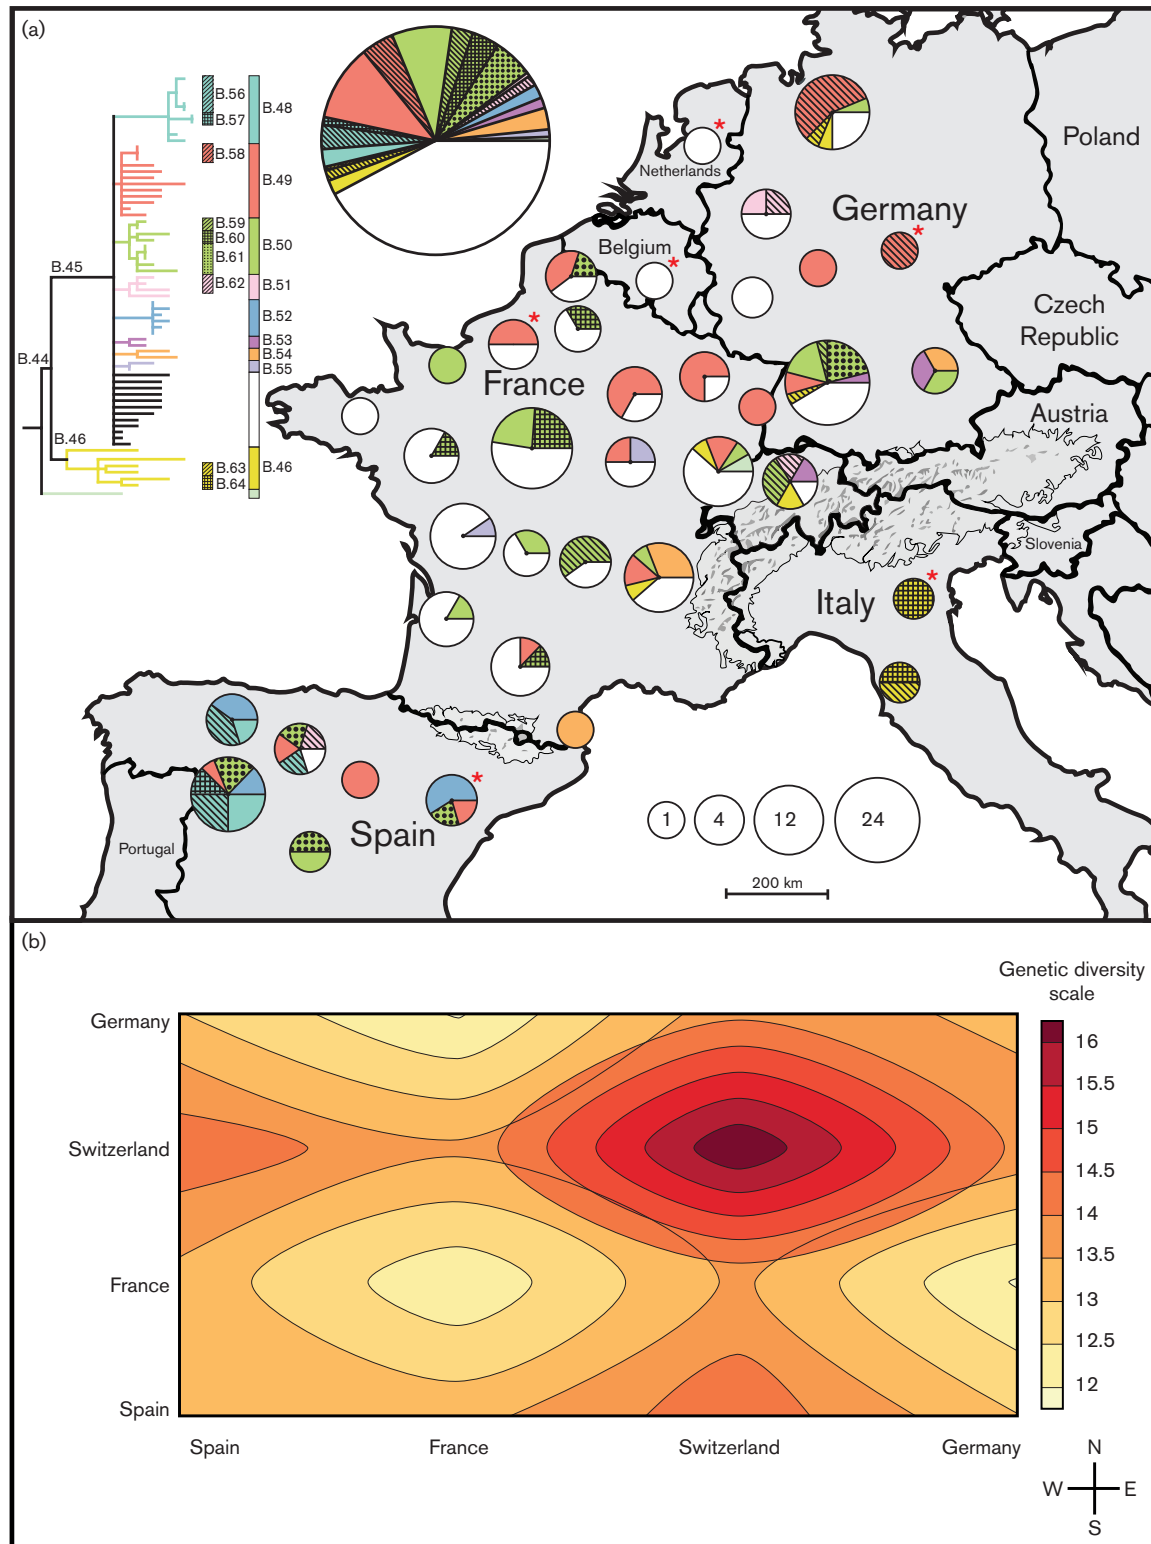 (a)
B.56
B.57
B.48
B.58
B.49
B.59
B.60
B.61
B.50
B.62
B.51
B.45
B.52
B.53
B.54
B.55
B.44
B.46
B.46
B.63
B.64
*
Netherlands
Poland
Germany
*
Belgium
*
Czech
Republic
*
France
Austria
Slovenia
*
Italy
*
Spain
Portugal
1
4
12
24
200 km
(b)
Genetic diversity
scale
16
15.5
15
14.5
14
13.5
13
12.5
12
Germany
Switzerland
France
Spain
Spain
France
Switzerland
Germany
N
W
E
S